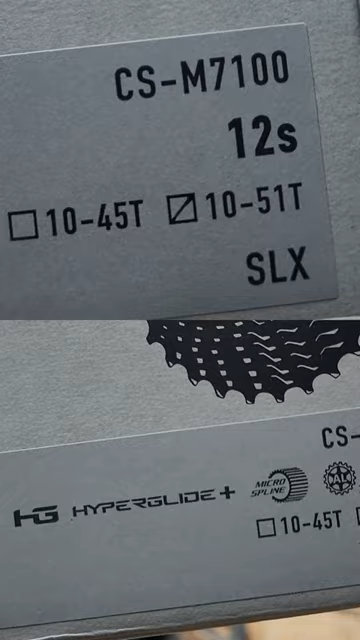 CS-M7100
12s
10-45T 10-51T
SLX
CS-
HG HYPERGLIDE+ MICRO SPLINE
10-45T